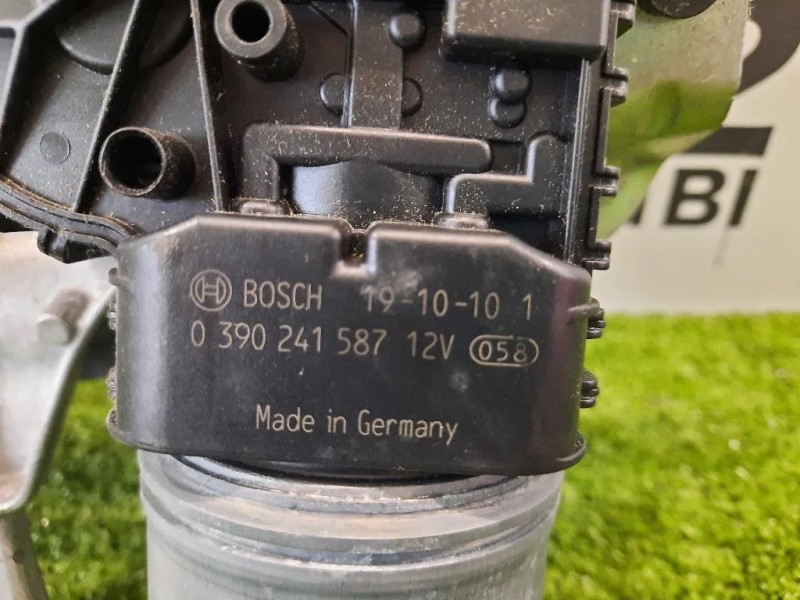 BOSCH 19-10-10 1
0 390 241 587 12V 058
Made in Germany